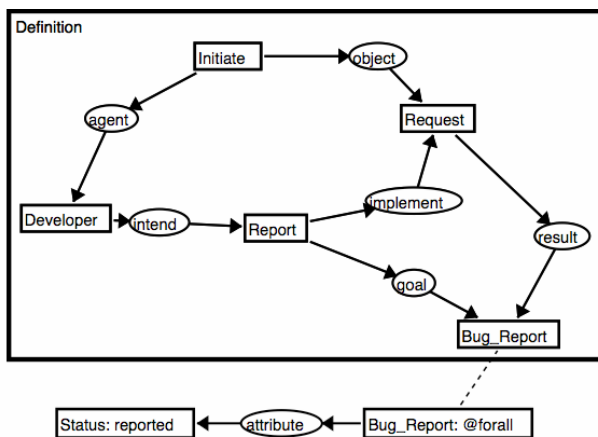 Definition
Initiate
object
agent
Request
implement
Developer
intend
Report
result
goal
Bug_Report
Status: reported
attribute
Bug_Report: @forall